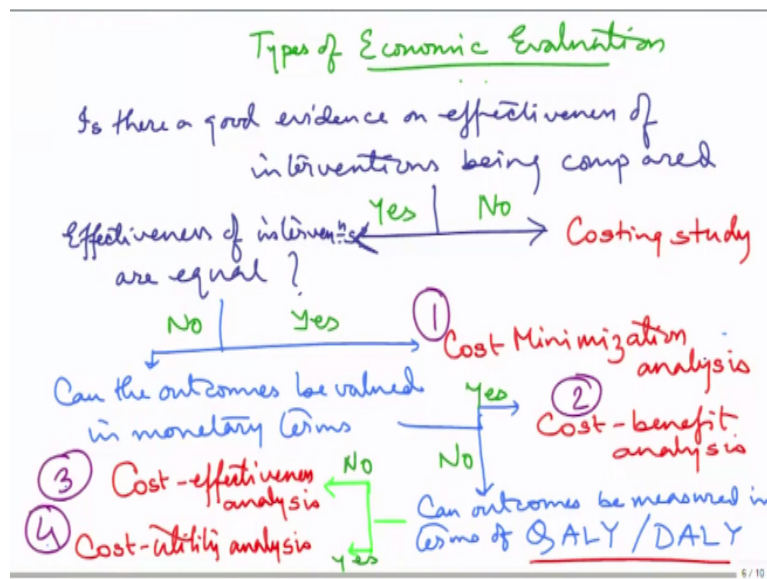 Types of Economic Evaluation
Is there a good evidence on effectiveness of
interventions being compared
Yes No
Effectiveness of intervens
are equal ?
Costing study
No Yes
1
Cost Minimization
analysis
Can the outcomes be valued
in monetary terms
Yes
2
Cost-benefit
analysis
No
3
Cost-effectiveness
analysis
No
Can outcomes be measured in
terms of QALY / DALY
4
Cost-utility analysis
yes
6 / 10